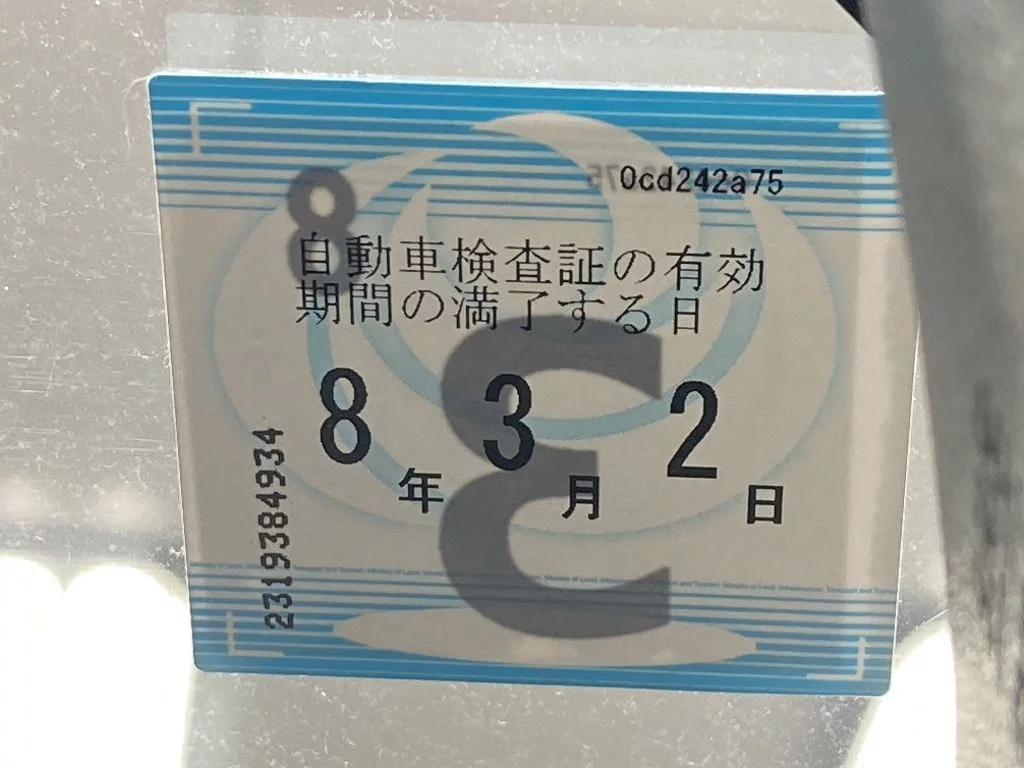 0cd242a75
8
自動車検査証の有効
期間の満了する日
8年3月2日
3
2319384934